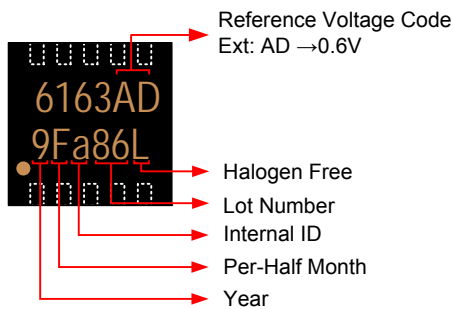 Reference Voltage Code
Ext: AD →0.6V
6163AD
9Fa86L
Halogen Free
Lot Number
Internal ID
Per-Half Month
Year